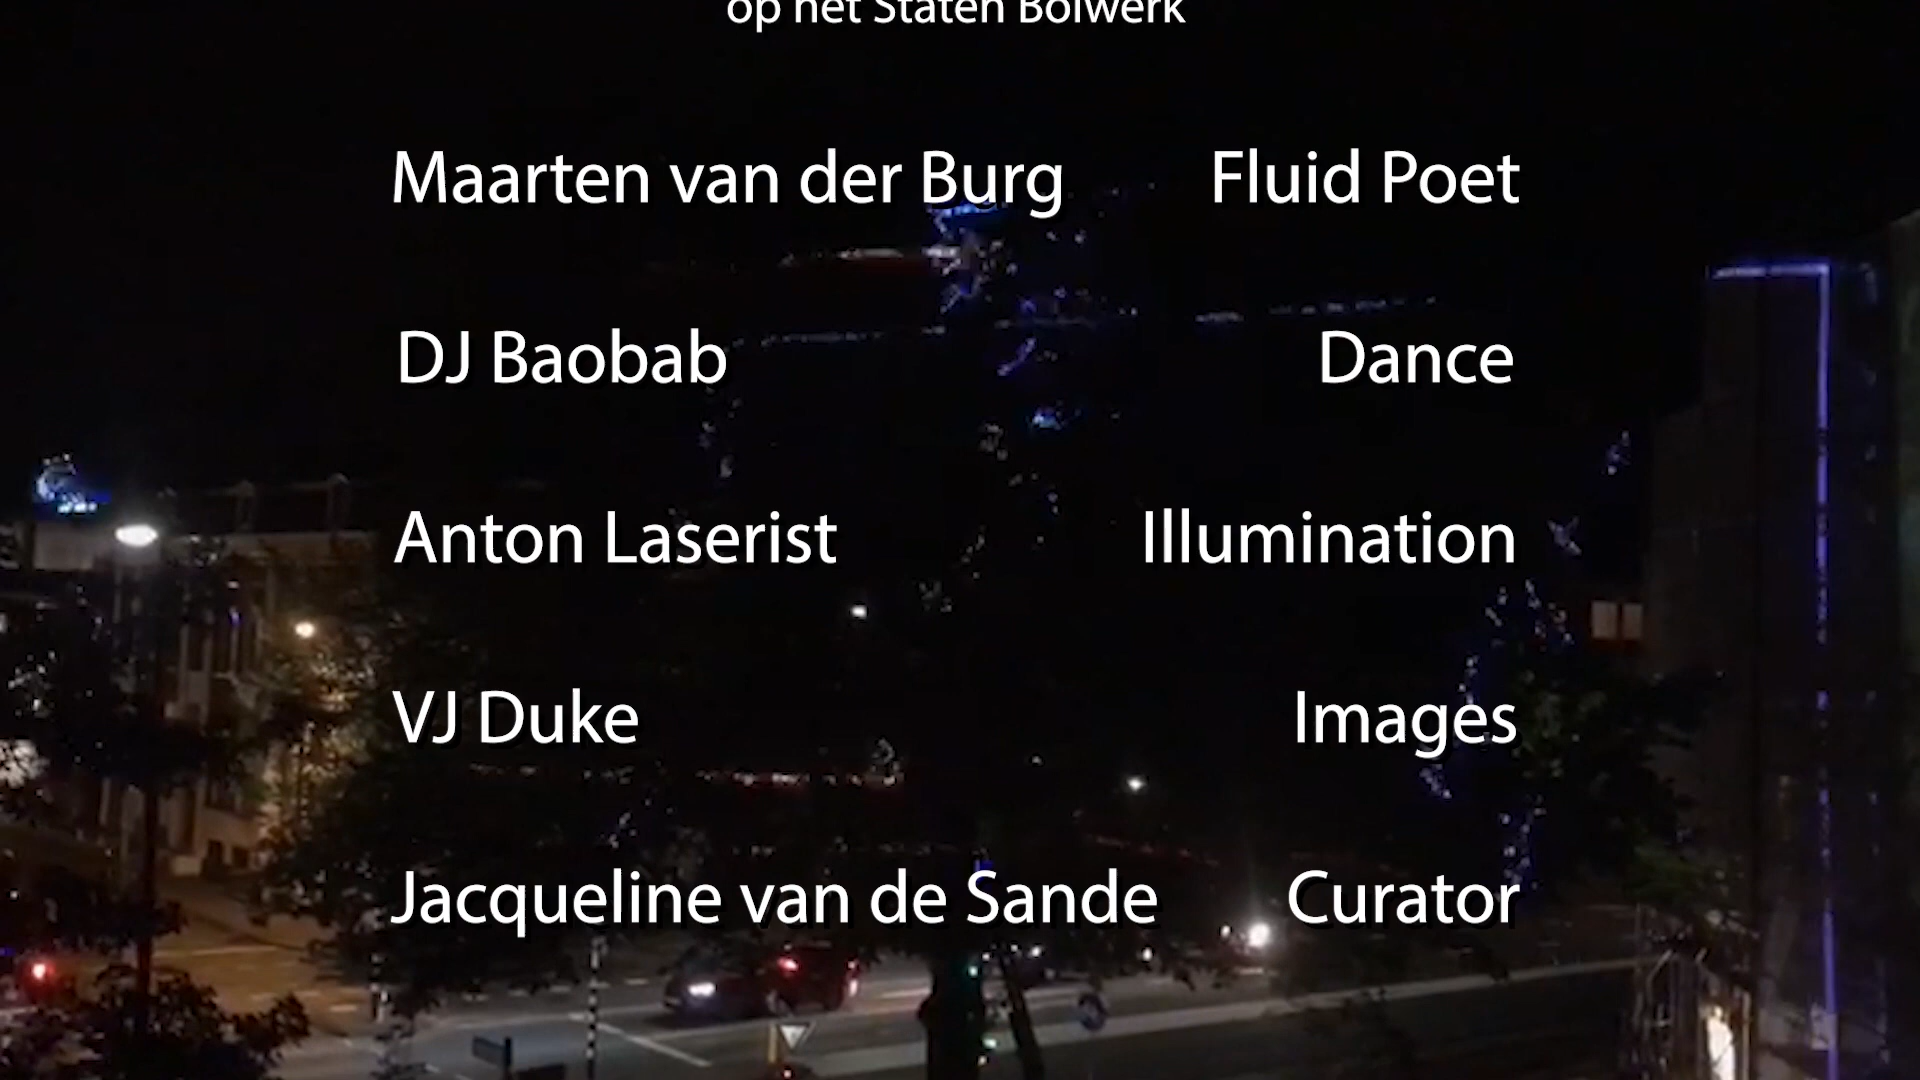 op het Staten Bolwerk
Maarten van der Burg Fluid Poet
DJ Baobab Dance
Anton Laserist Illumination
VJ Duke Images
Jacqueline van de Sande Curator